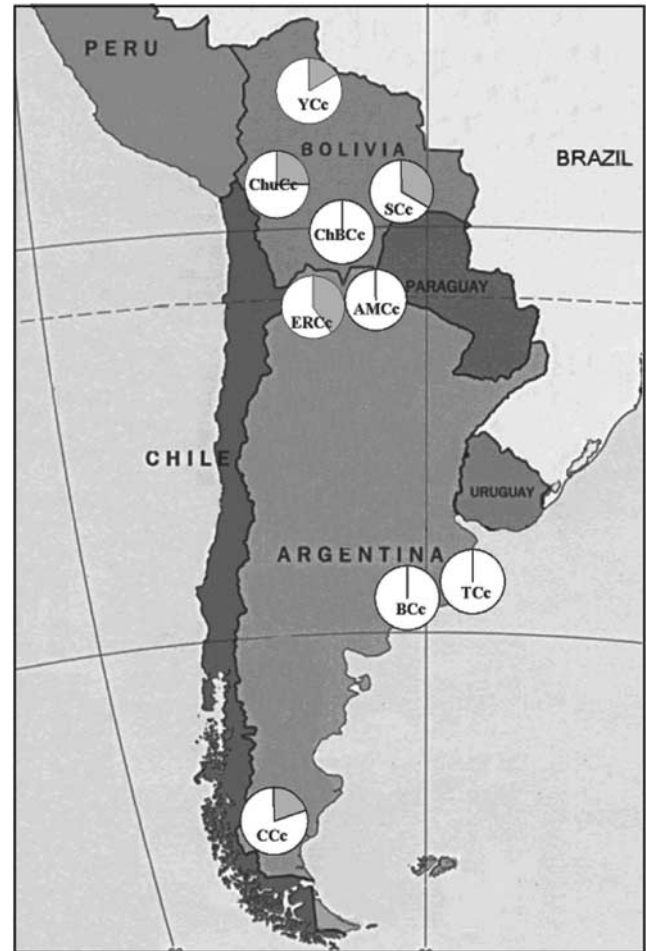 PERU
YCc
BOLIVIA
BRAZIL
ChuCc
SCc
ChBCc
PARAGUAY
ERCc
AMCc
CHILE
URUGUAY
ARGENTINA
BCc
TCc
CCc